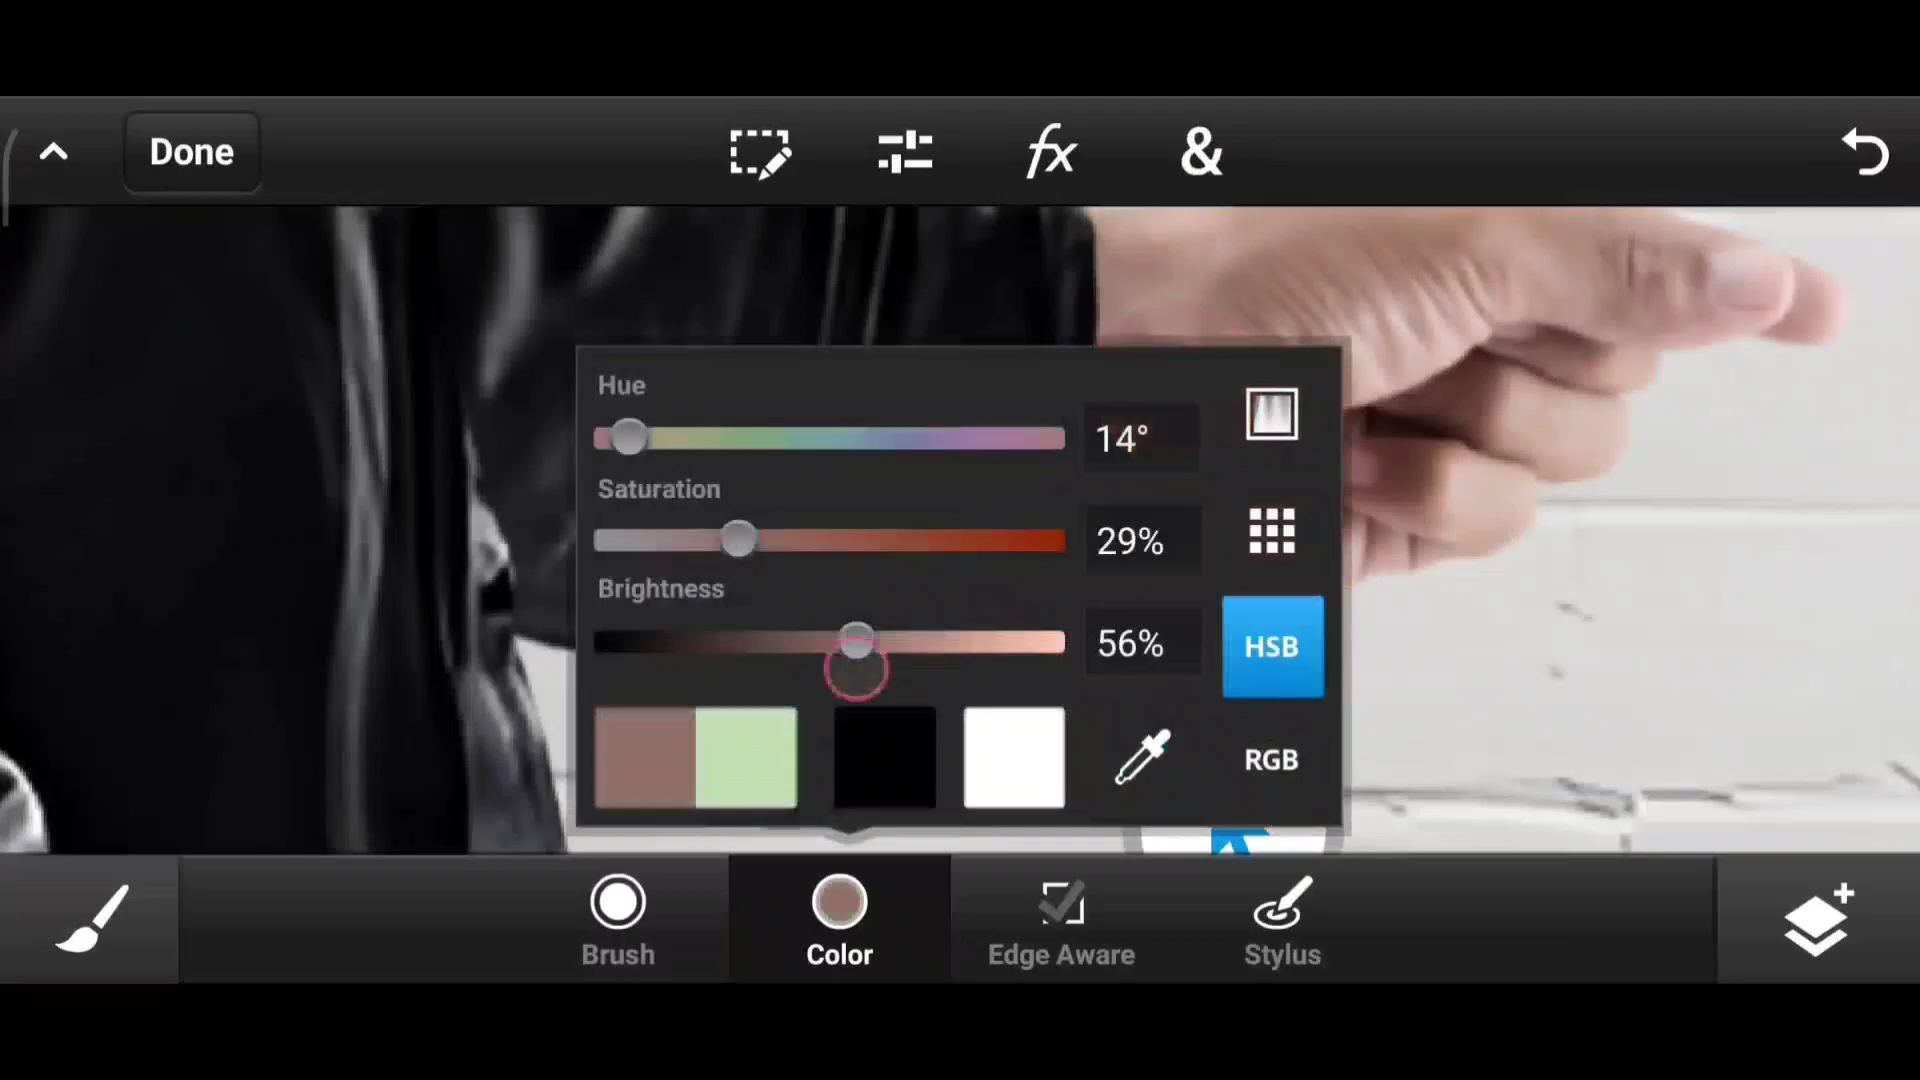 Done
fx
&
Hue
14°
Saturation
29%
Brightness
56%
HSB
RGB
Brush
Color
Edge Aware
Stylus